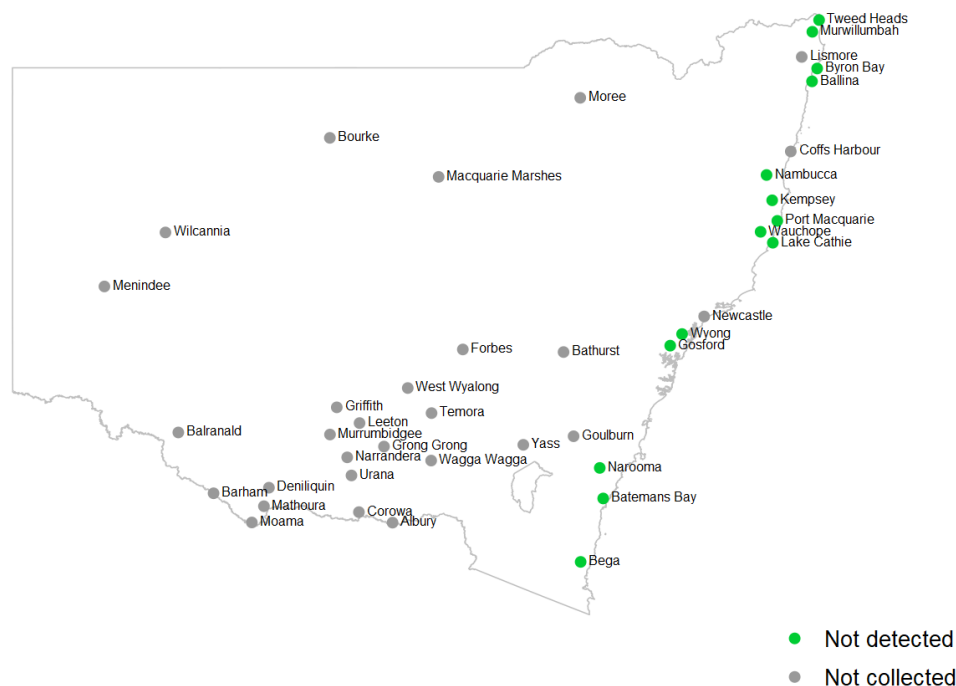 Tweed Heads
Murwillumbah
Lismore
Byron Bay
Ballina
Moree
Bourke
Coffs Harbour
Macquarie Marshes
Nambucca
Kempsey
Port Macquarie
Wilcannia
Wauchope
Lake Cathie
Menindee
Newcastle
Wyong
Gosford
Forbes
Bathurst
West Wyalong
Griffith
Temora
Leeton
Balranald
Murrumbidgee
Goulburn
Grong Grong
Yass
Narrandera
Wagga Wagga
Narooma
Urana
Deniliquin
Barham
Batemans Bay
Mathoura
Corowa
Moama
Albury
Bega
Not detected
Not collected